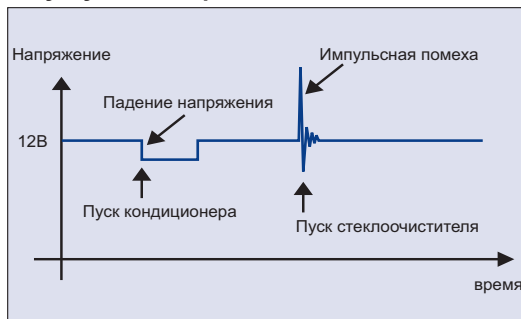 Напряжение
Импульсная помеха
Падение напряжения
12В
Пуск кондиционера
Пуск стеклоочистителя
время